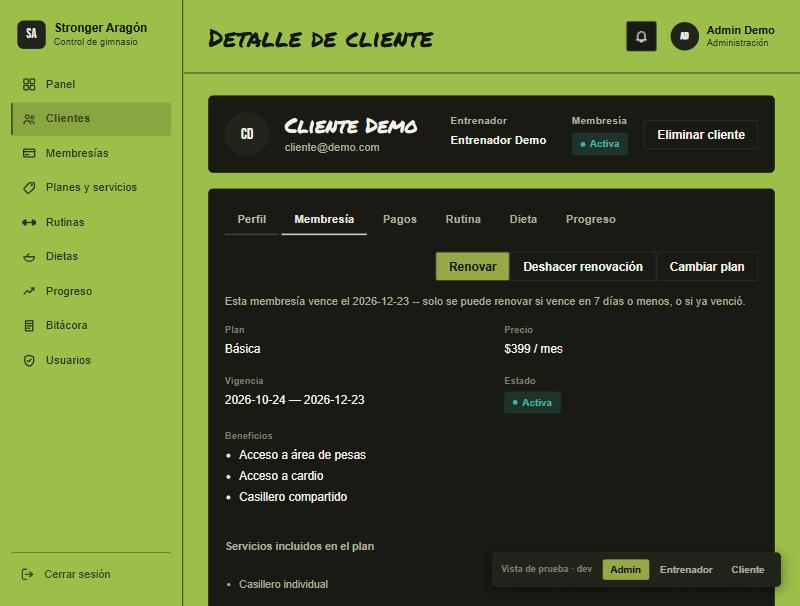 SA
Stronger Aragón
Control de gimnasio
Panel
Clientes
Membresías
Planes y servicios
Rutinas
Dietas
Progreso
Bitácora
Usuarios
Cerrar sesión
Detalle de cliente
AD
Admin Demo
Administración
CD
Cliente Demo
cliente@demo.com
Entrenador
Entrenador Demo
Membresía
Activa
Eliminar cliente
Perfil Membresía Pagos Rutina Dieta Progreso
Renovar Deshacer renovación Cambiar plan
Esta membresía vence el 2026-12-23 — solo se puede renovar si vence en 7 días o menos, o si ya venció.
Plan
Básica
Precio
$399 / mes
Vigencia
2026-10-24 — 2026-12-23
Estado
Activa
Beneficios
• Acceso a área de pesas
• Acceso a cardio
• Casillero compartido
Servicios incluidos en el plan
• Casillero individual
Vista de prueba · dev Admin Entrenador Cliente